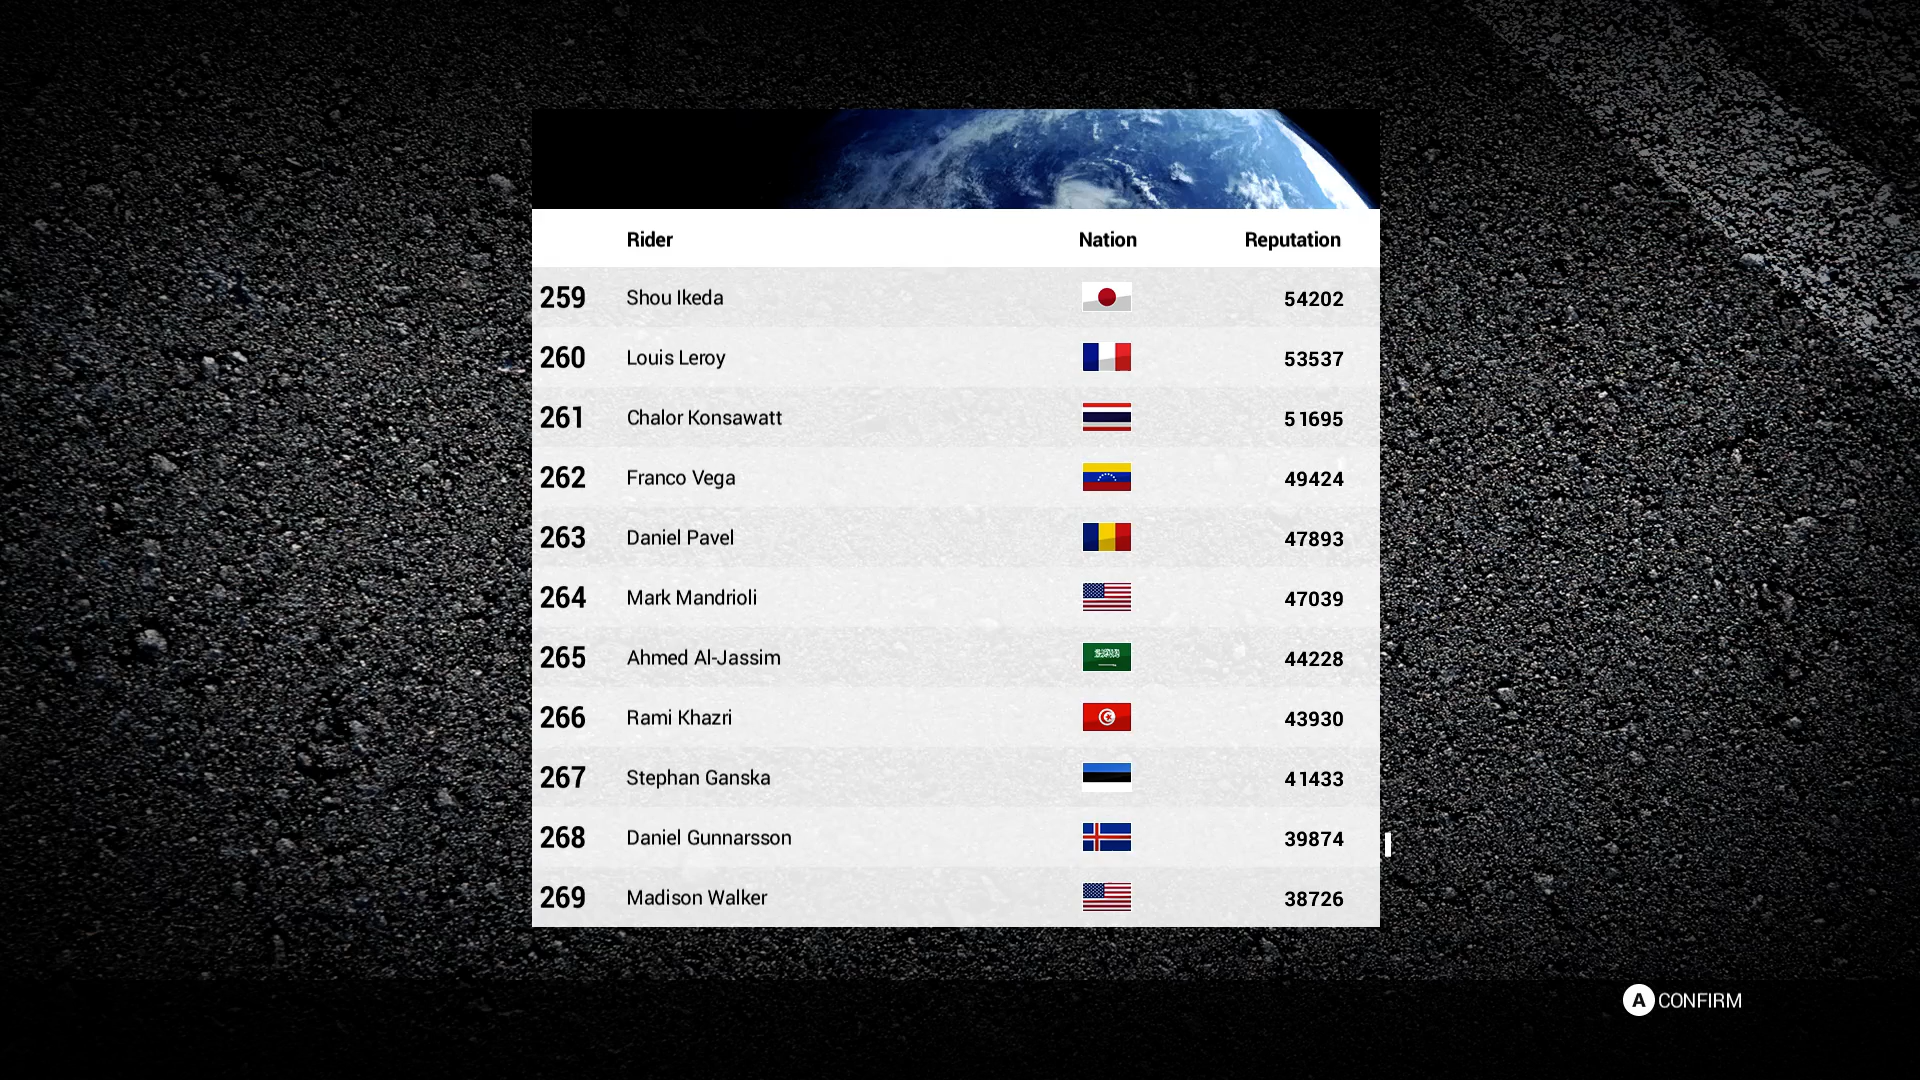 Rider Nation Reputation
259 Shou Ikeda 54202
260 Louis Leroy 53537
261 Chalor Konsawatt 51695
262 Franco Vega 49424
263 Daniel Pavel 47893
264 Mark Mandrioli 47039
265 Ahmed Al-Jassim 44228
266 Rami Khazri 43930
267 Stephan Ganska 41433
268 Daniel Gunnarsson 39874
269 Madison Walker 38726
A CONFIRM